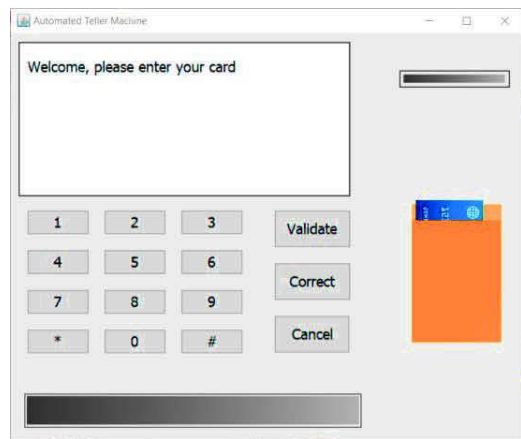 Automated Teller Machine
Welcome, please enter your card
1 2 3 Validate
4 5 6 Correct
7 8 9
* 0 # Cancel